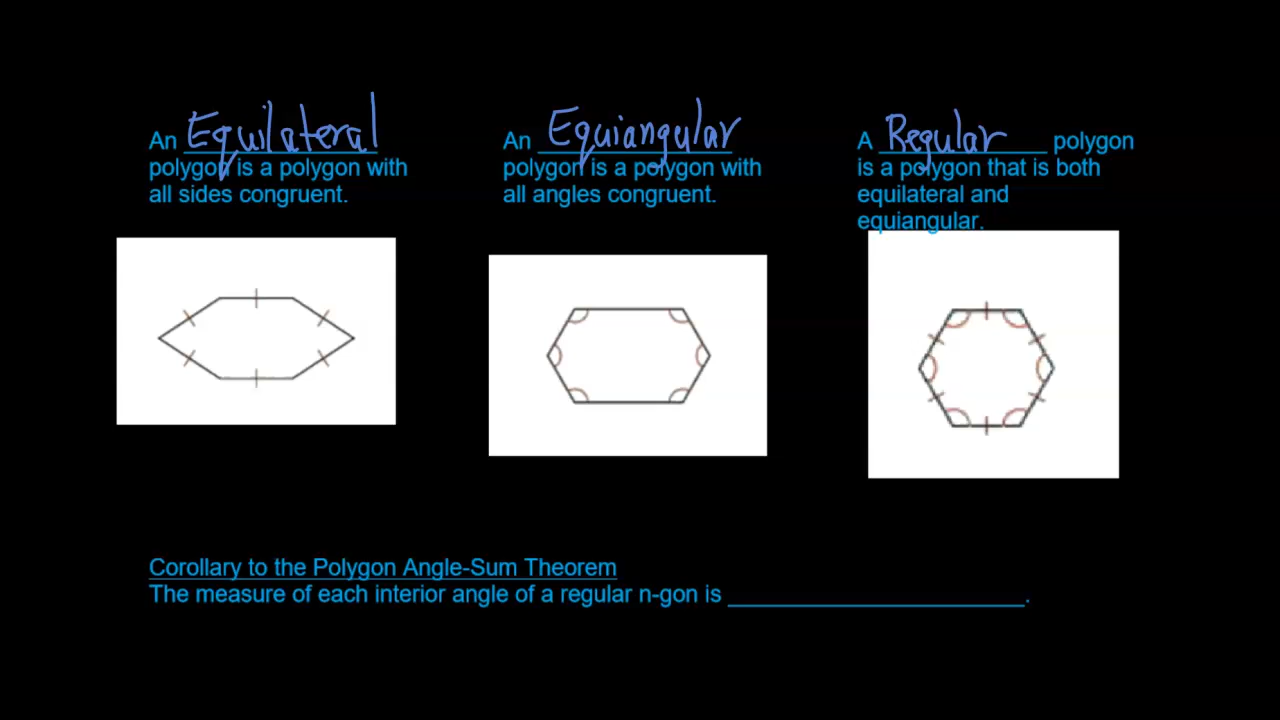 An Equilateral
polygon is a polygon with
all sides congruent.
An Equiangular
polygon is a polygon with
all angles congruent.
A Regular polygon
is a polygon that is both
equilateral and
equiangular.
Corollary to the Polygon Angle-Sum Theorem
The measure of each interior angle of a regular n-gon is ________________________.